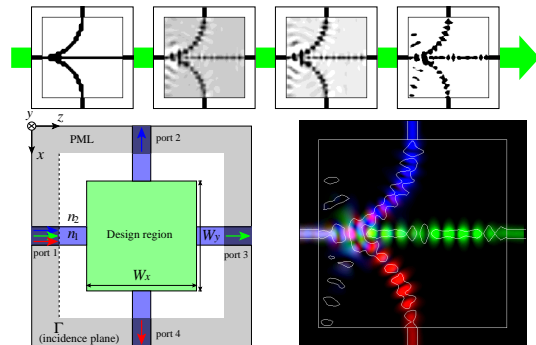 y
z
x
PML
port 2
n2
n1
Design region
Wy
port 1
port 3
Wx
Γ
(incidence plane)
port 4